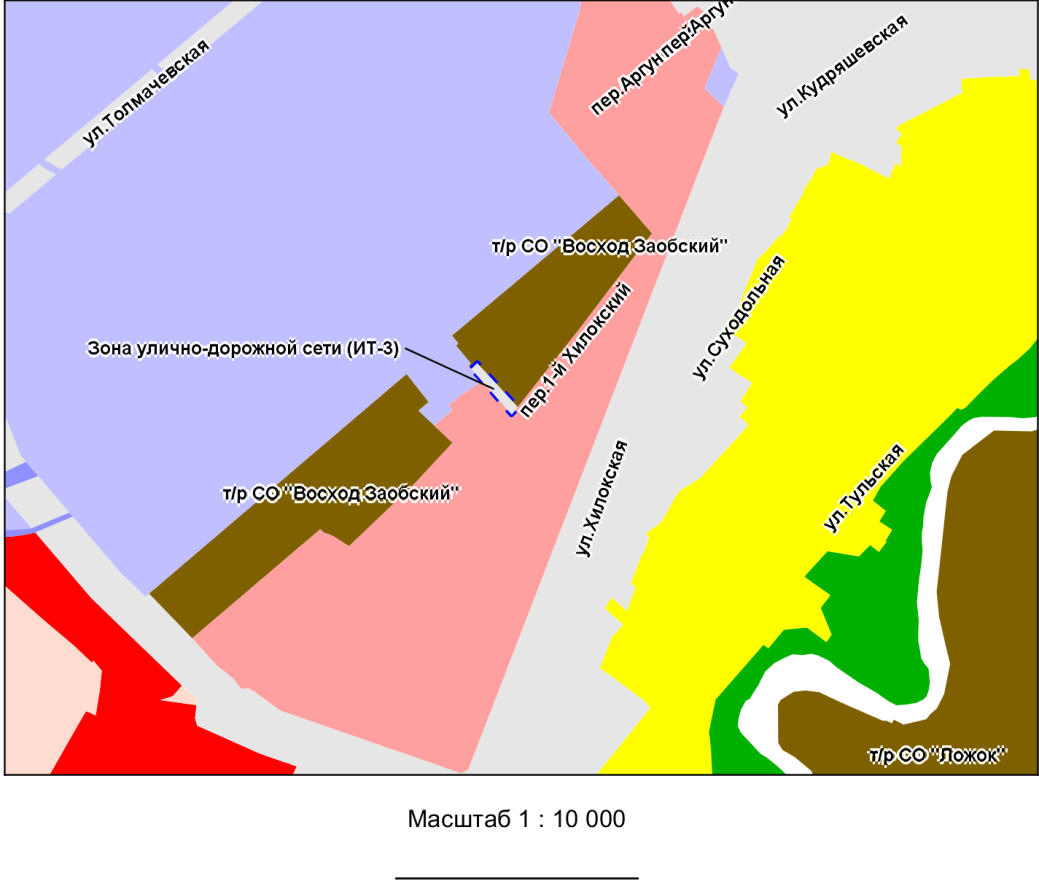 пер.Аргун пер.Аргун
ул.Кудряшевская
ул.Толмачевская
т/р СО "Восход Заобский"
ул.Суходольная
пер.1-й Хилокский
Зона улично-дорожной сети (ИТ-3)
т/р СО "Восход Заобский"
ул.Хилокская
ул.Тульская
т/р СО "Ложок"
Масштаб 1 : 10 000